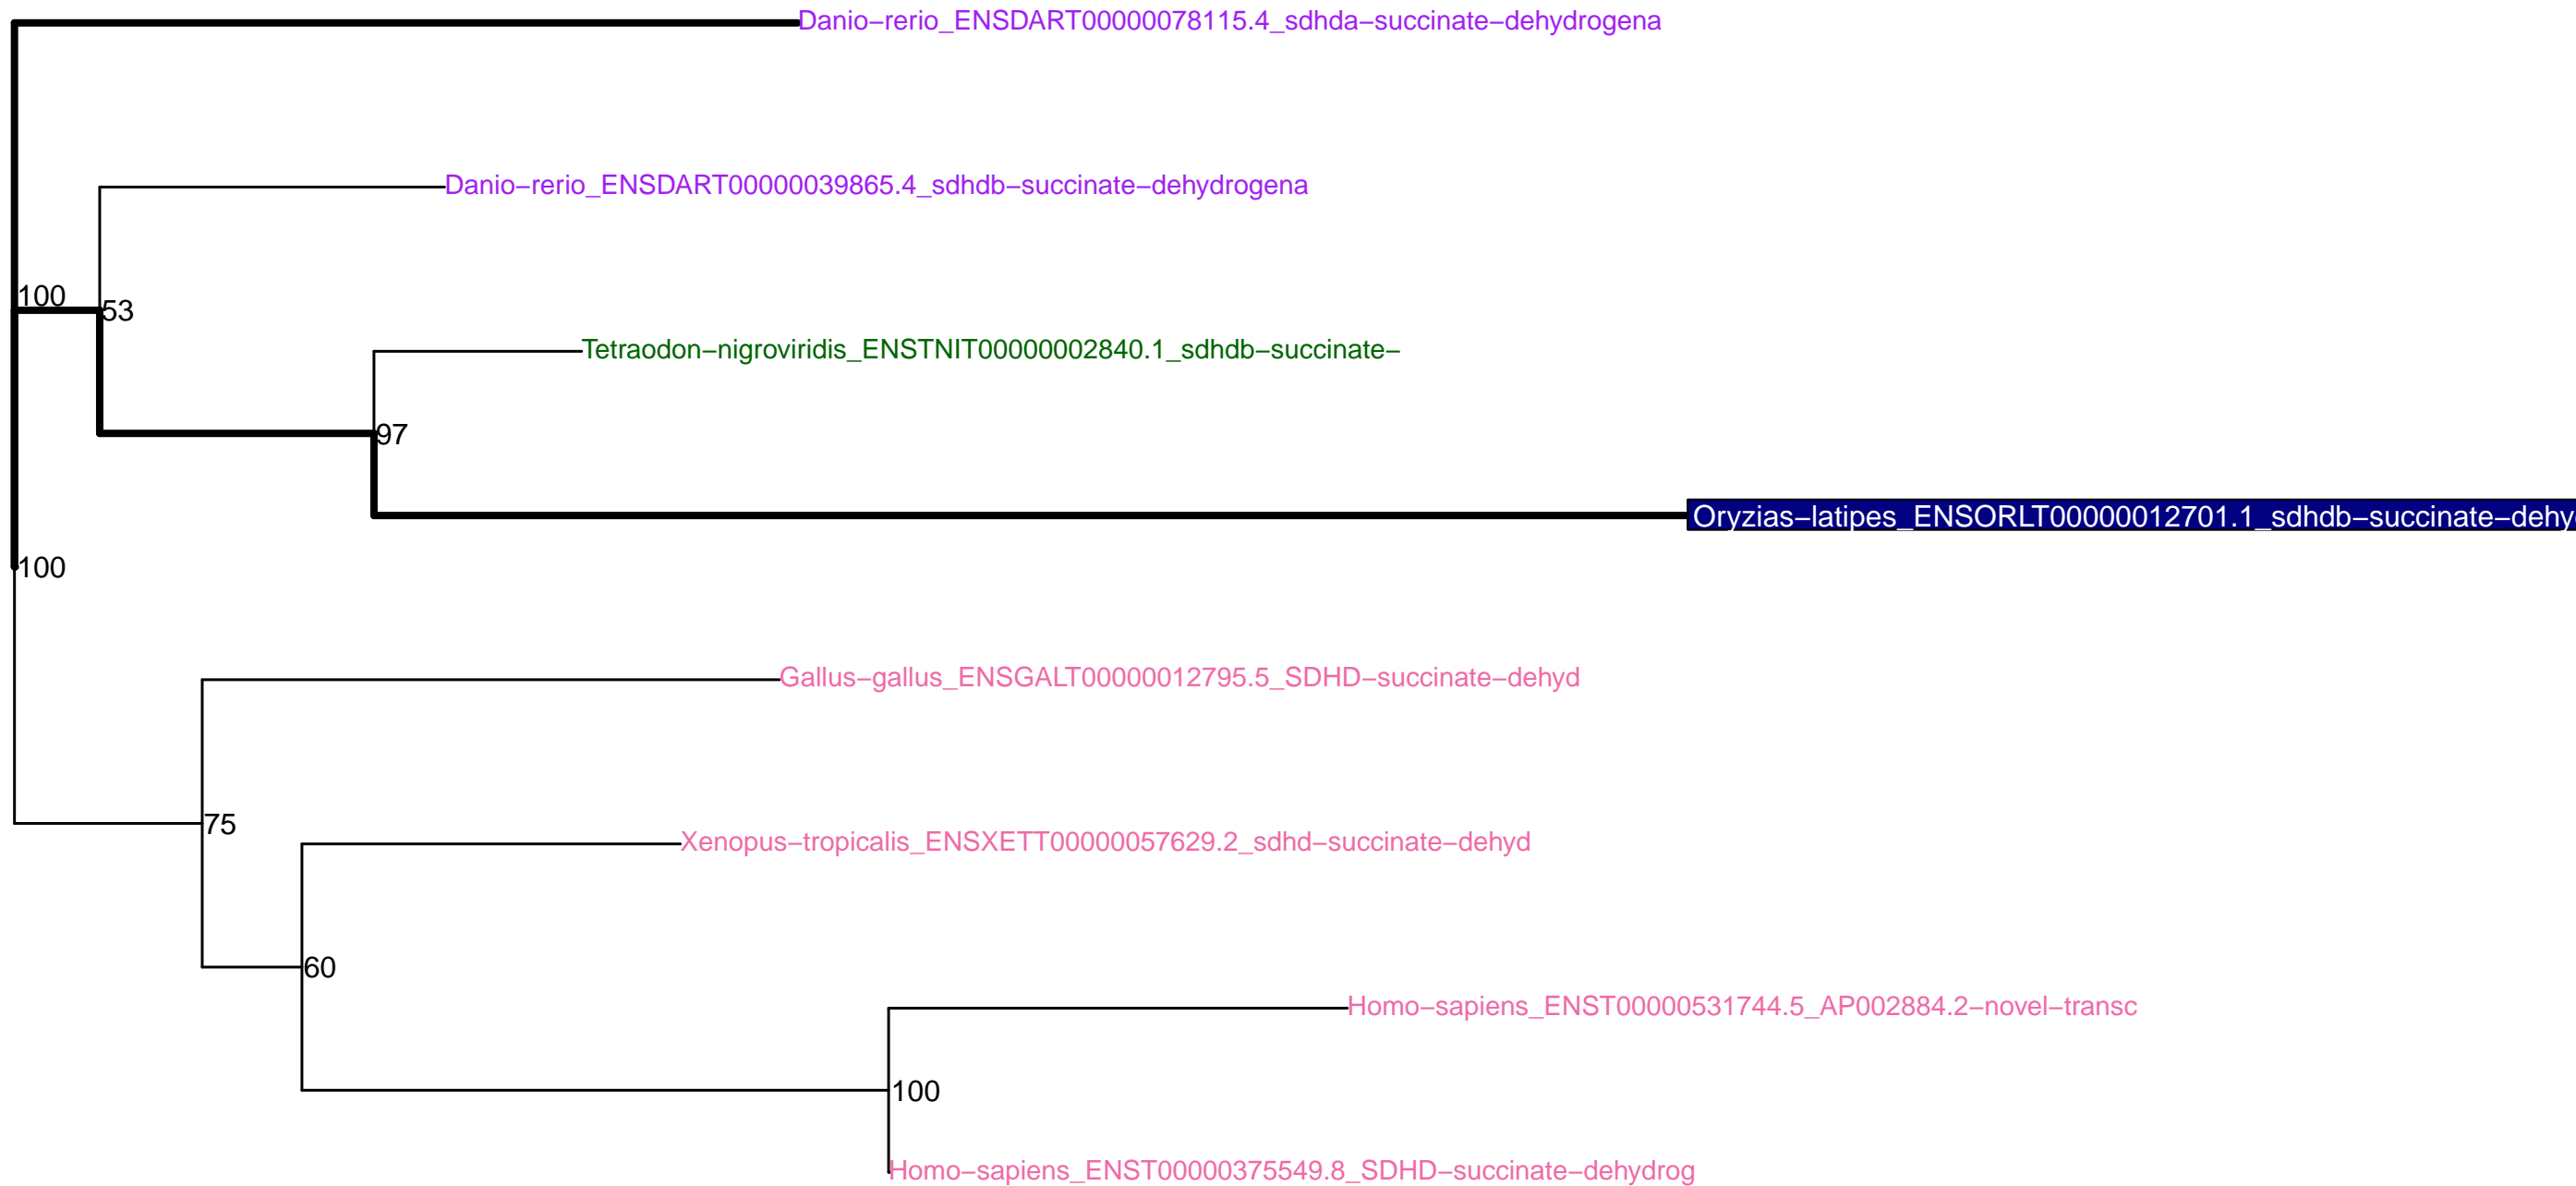 Danio−rerio_ENSDART00000078115.4_sdhda−succinate−dehydrogena
Danio−rerio_ENSDART00000039865.4_sdhdb−succinate−dehydrogena
100
53
Tetraodon−nigroviridis_ENSTNIT00000002840.1_sdhdb−succinate−
97
Oryzias−latipes_ENSORLT00000012701.1_sdhdb−succinate−dehy
100
Gallus−gallus_ENSGALT00000012795.5_SDHD−succinate−dehyd
75
Xenopus−tropicalis_ENSXETT00000057629.2_sdhd−succinate−dehyd
60
Homo−sapiens_ENST00000531744.5_AP002884.2−novel−transc
100
Homo−sapiens_ENST00000375549.8_SDHD−succinate−dehydrog